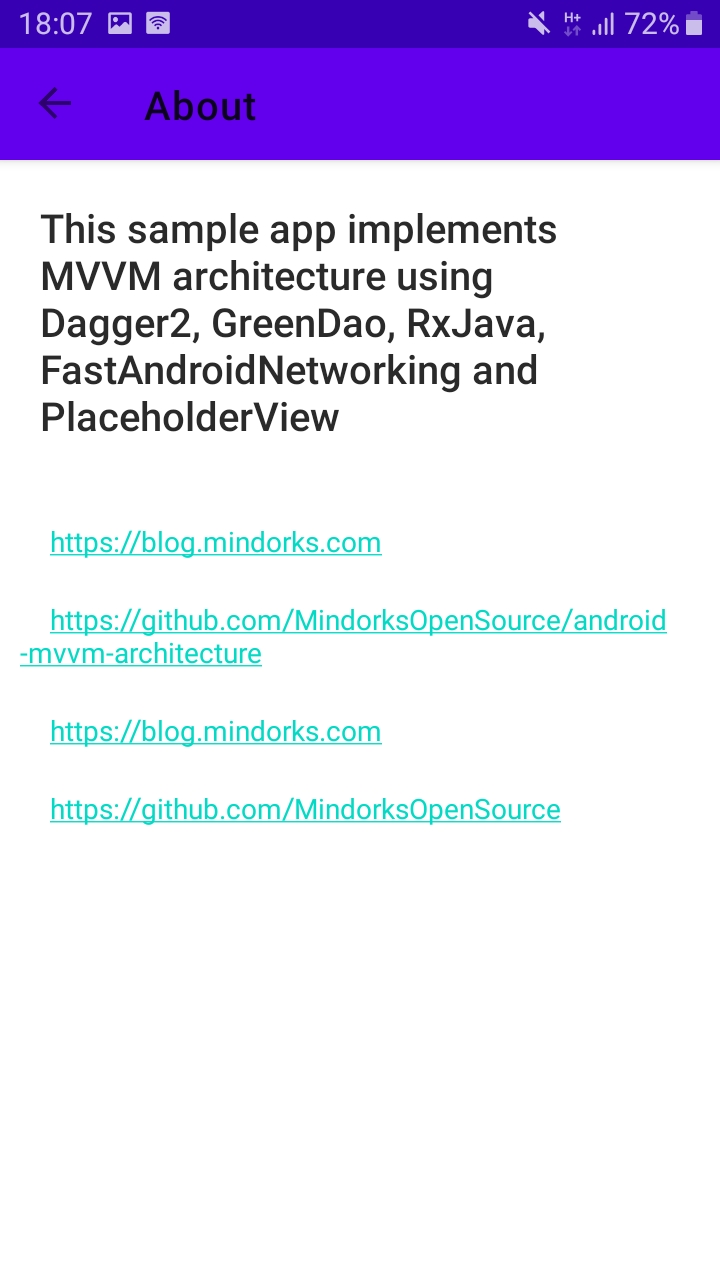 18:07 H+ 72%
About
This sample app implements
MVVM architecture using
Dagger2, GreenDao, RxJava,
FastAndroidNetworking and
PlaceholderView
https://blog.mindorks.com
https://github.com/MindorksOpenSource/android
-mvvm-architecture
https://blog.mindorks.com
https://github.com/MindorksOpenSource